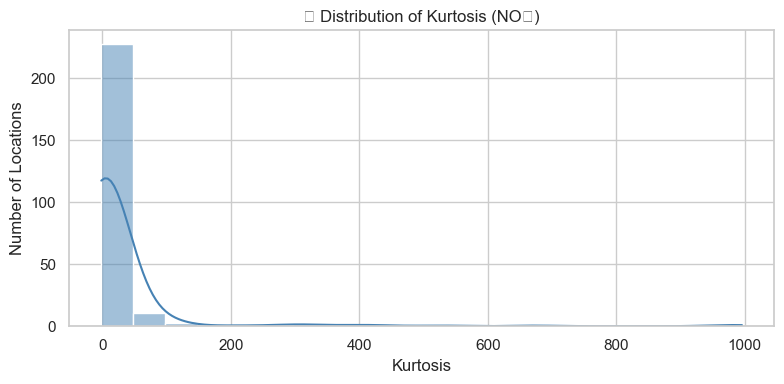 ▯ Distribution of Kurtosis (NO▯)
Number of Locations
200
150
100
50
0
0 200 400 600 800 1000
Kurtosis